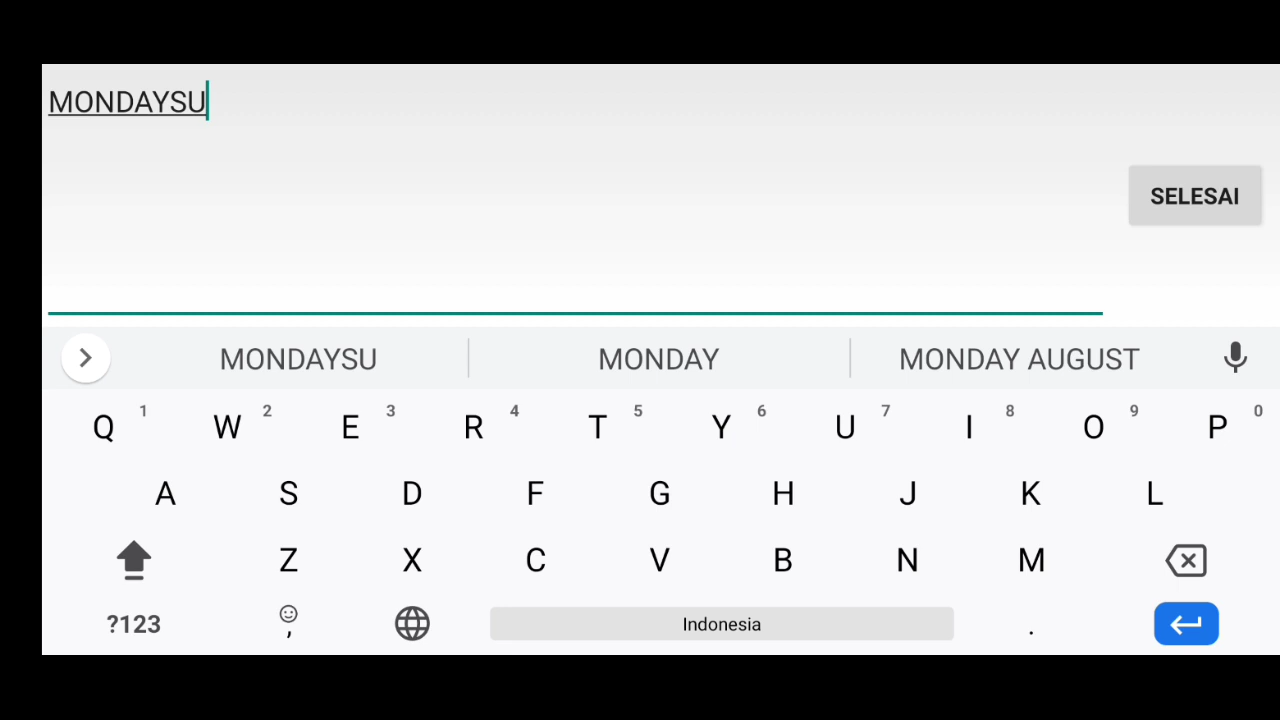 MONDAYSU
SELESAI
MONDAYSU MONDAY MONDAY AUGUST
Q 1 W 2 E 3 R 4 T 5 Y 6 U 7 I 8 O 9 P 0
A S D F G H J K L
Z X C V B N M
?123 , Indonesia .